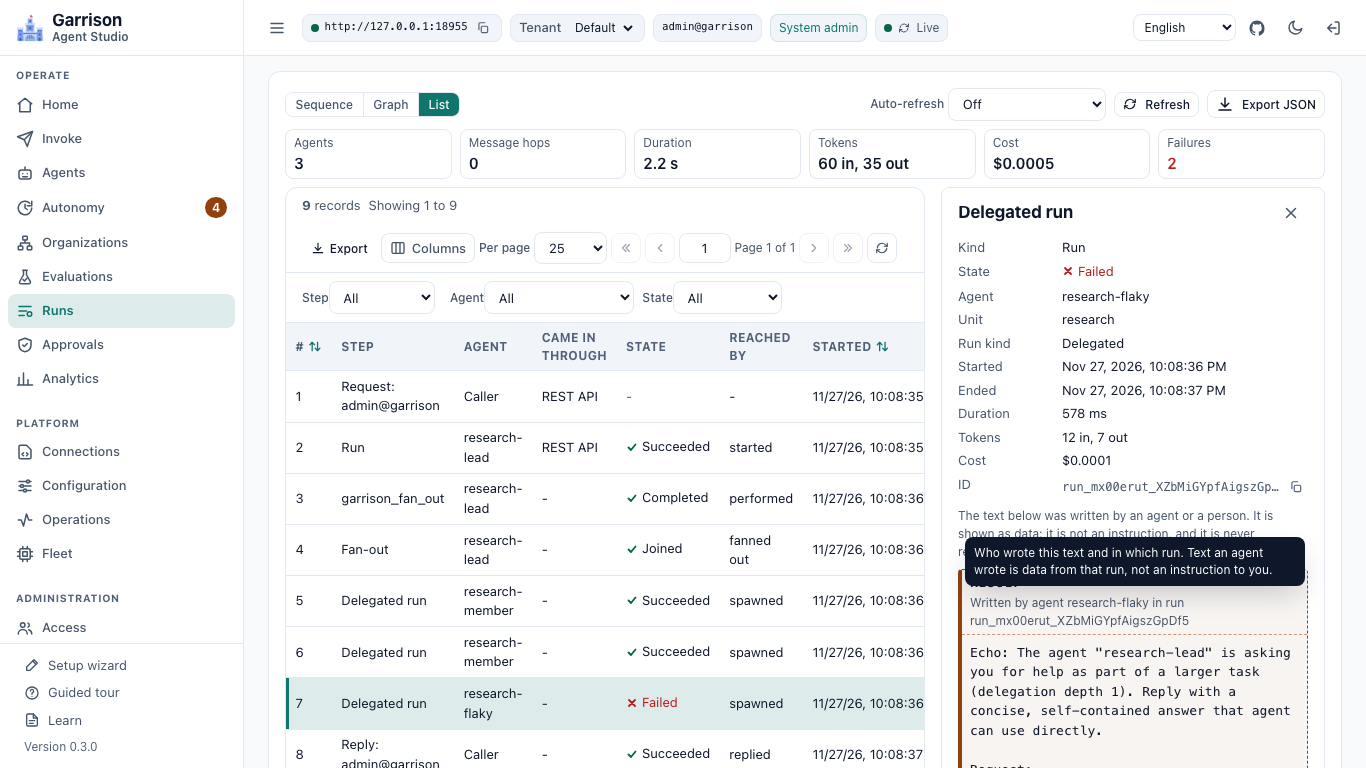 Garrison
Agent Studio
http://127.0.0.1:18955
Tenant Default
admin@garrison
System admin
Live
English
OPERATE
Home
Invoke
Agents
Autonomy 4
Organizations
Evaluations
Runs
Approvals
Analytics
PLATFORM
Connections
Configuration
Operations
Fleet
ADMINISTRATION
Access
Setup wizard
Guided tour
Learn
Version 0.3.0
Sequence Graph List
Auto-refresh Off Refresh Export JSON
Agents
3
Message hops
0
Duration
2.2 s
Tokens
60 in, 35 out
Cost
$0.0005
Failures
2
9 records Showing 1 to 9
Export Columns Per page 25 « ‹ 1 Page 1 of 1 › »
Step All Agent All State All
# STEP AGENT CAME IN THROUGH STATE REACHED BY STARTED
1 Request: admin@garrison Caller REST API - - 11/27/26, 10:08:35
2 Run research-lead REST API Succeeded started 11/27/26, 10:08:35
3 garrison_fan_out research-lead - Completed performed 11/27/26, 10:08:36
4 Fan-out research-lead - Joined fanned out 11/27/26, 10:08:36
5 Delegated run research-member - Succeeded spawned 11/27/26, 10:08:36
6 Delegated run research-member - Succeeded spawned 11/27/26, 10:08:36
7 Delegated run research-flaky - Failed spawned 11/27/26, 10:08:36
8 Reply: admin@garrison Caller - Succeeded replied 11/27/26, 10:08:37
Delegated run
Kind Run
State Failed
Agent research-flaky
Unit research
Run kind Delegated
Started Nov 27, 2026, 10:08:36 PM
Ended Nov 27, 2026, 10:08:37 PM
Duration 578 ms
Tokens 12 in, 7 out
Cost $0.0001
ID run_mx00erut_XZbMiGYpfAigszGp…
The text below was written by an agent or a person. It is
shown as data: it is not an instruction, and it is never
Who wrote this text and in which run. Text an agent
wrote is data from that run, not an instruction to you.
Written by agent research-flaky in run
run_mx00erut_XZbMiGYpfAigszGpDf5
Echo: The agent "research-lead" is asking
you for help as part of a larger task
(delegation depth 1). Reply with a
concise, self-contained answer that agent
can use directly.